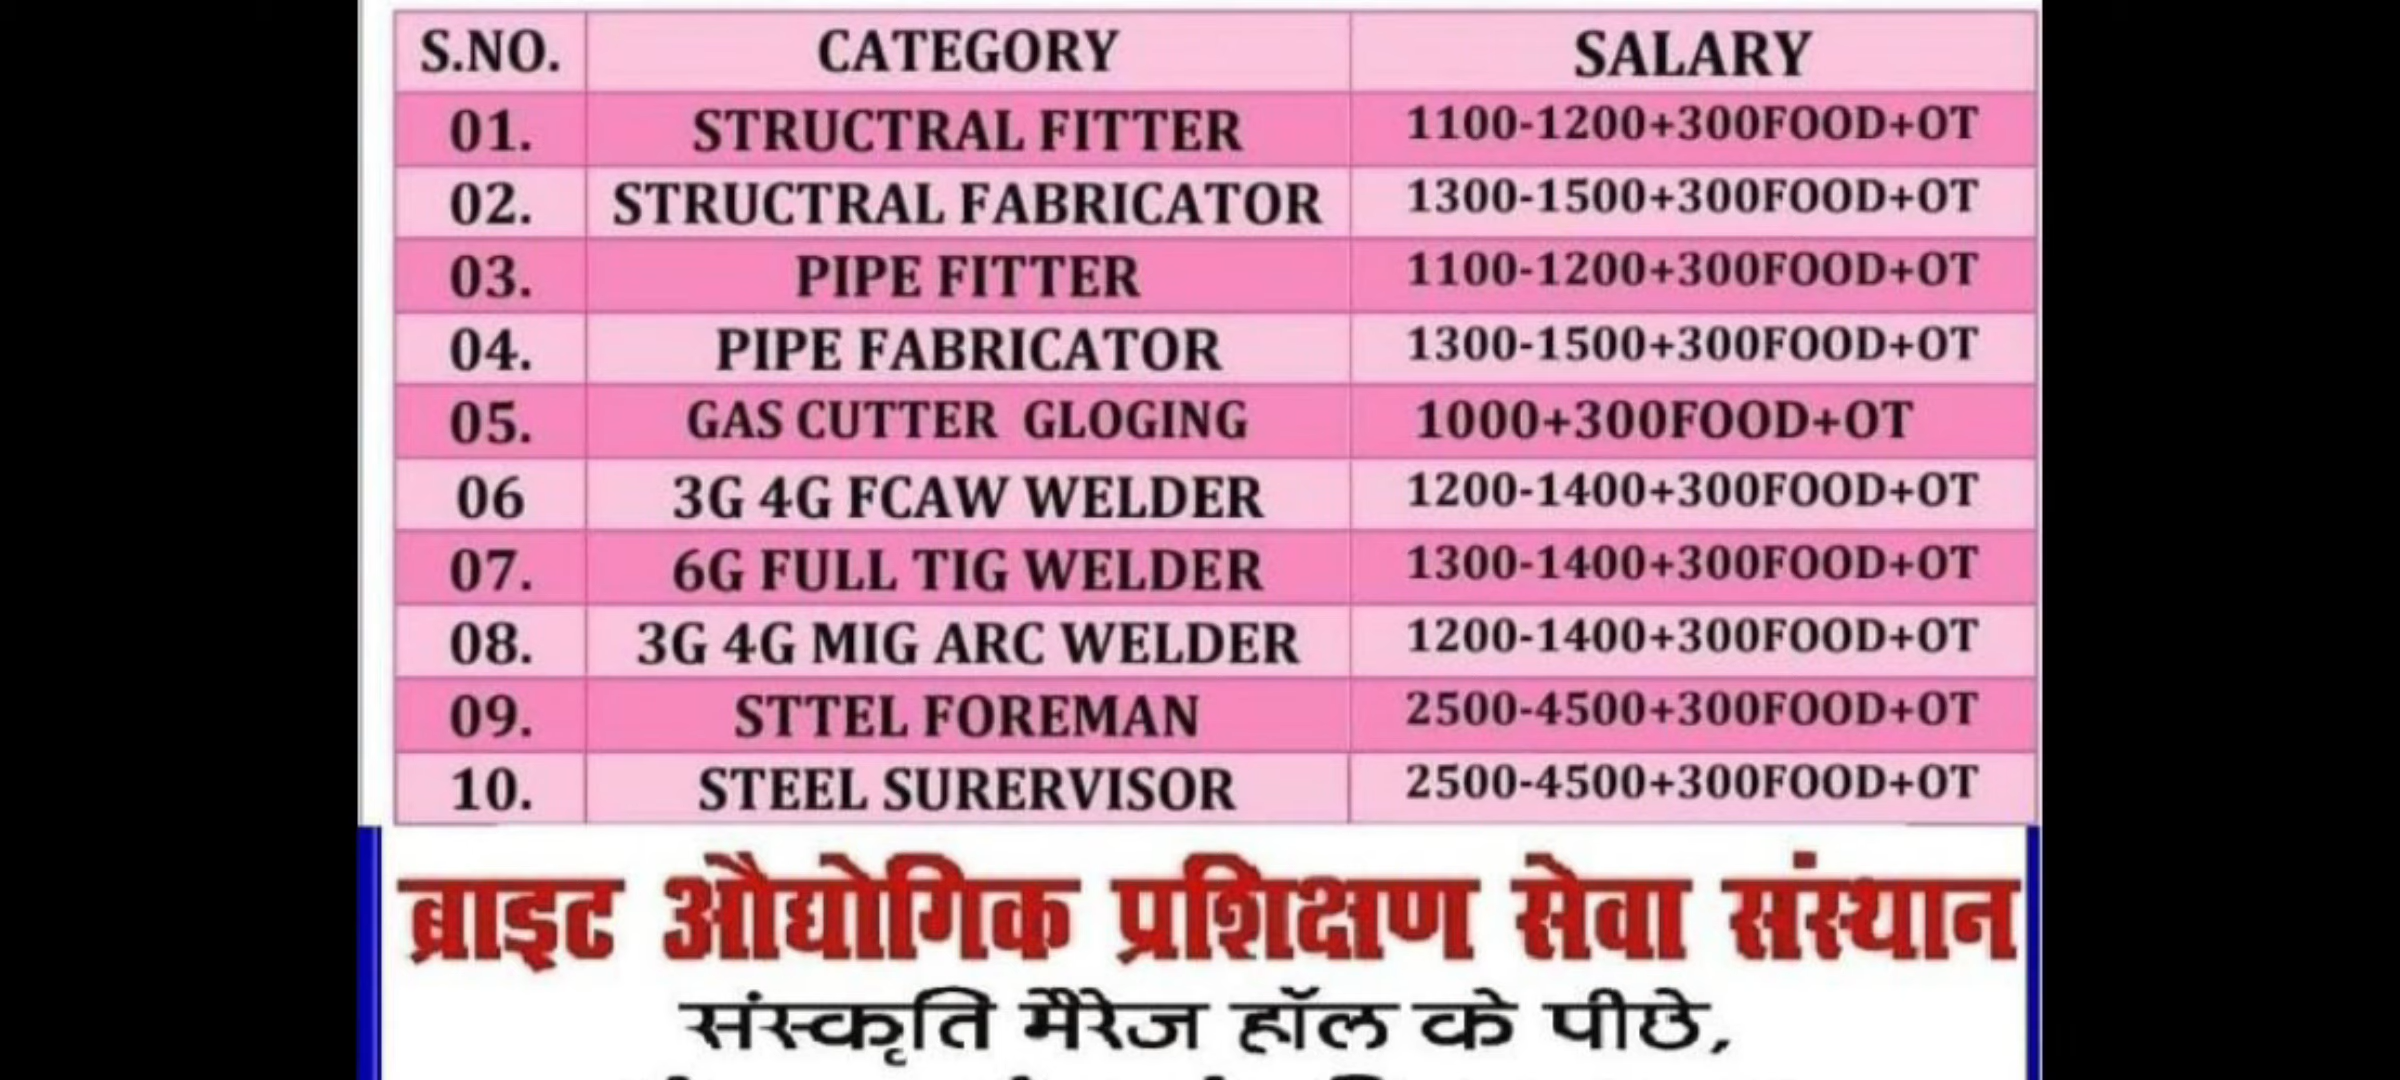 S.NO. CATEGORY SALARY
01. STRUCTRAL FITTER 1100-1200+300FOOD+OT
02. STRUCTRAL FABRICATOR 1300-1500+300FOOD+OT
03. PIPE FITTER 1100-1200+300FOOD+OT
04. PIPE FABRICATOR 1300-1500+300FOOD+OT
05. GAS CUTTER GLOGING 1000+300FOOD+OT
06 3G 4G FCAW WELDER 1200-1400+300FOOD+OT
07. 6G FULL TIG WELDER 1300-1400+300FOOD+OT
08. 3G 4G MIG ARC WELDER 1200-1400+300FOOD+OT
09. STTEL FOREMAN 2500-4500+300FOOD+OT
10. STEEL SURERVISOR 2500-4500+300FOOD+OT
ब्राइट औद्योगिक प्रशिक्षण सेवा संस्थान
संस्कृति मैरेज हॉल के पीछे,